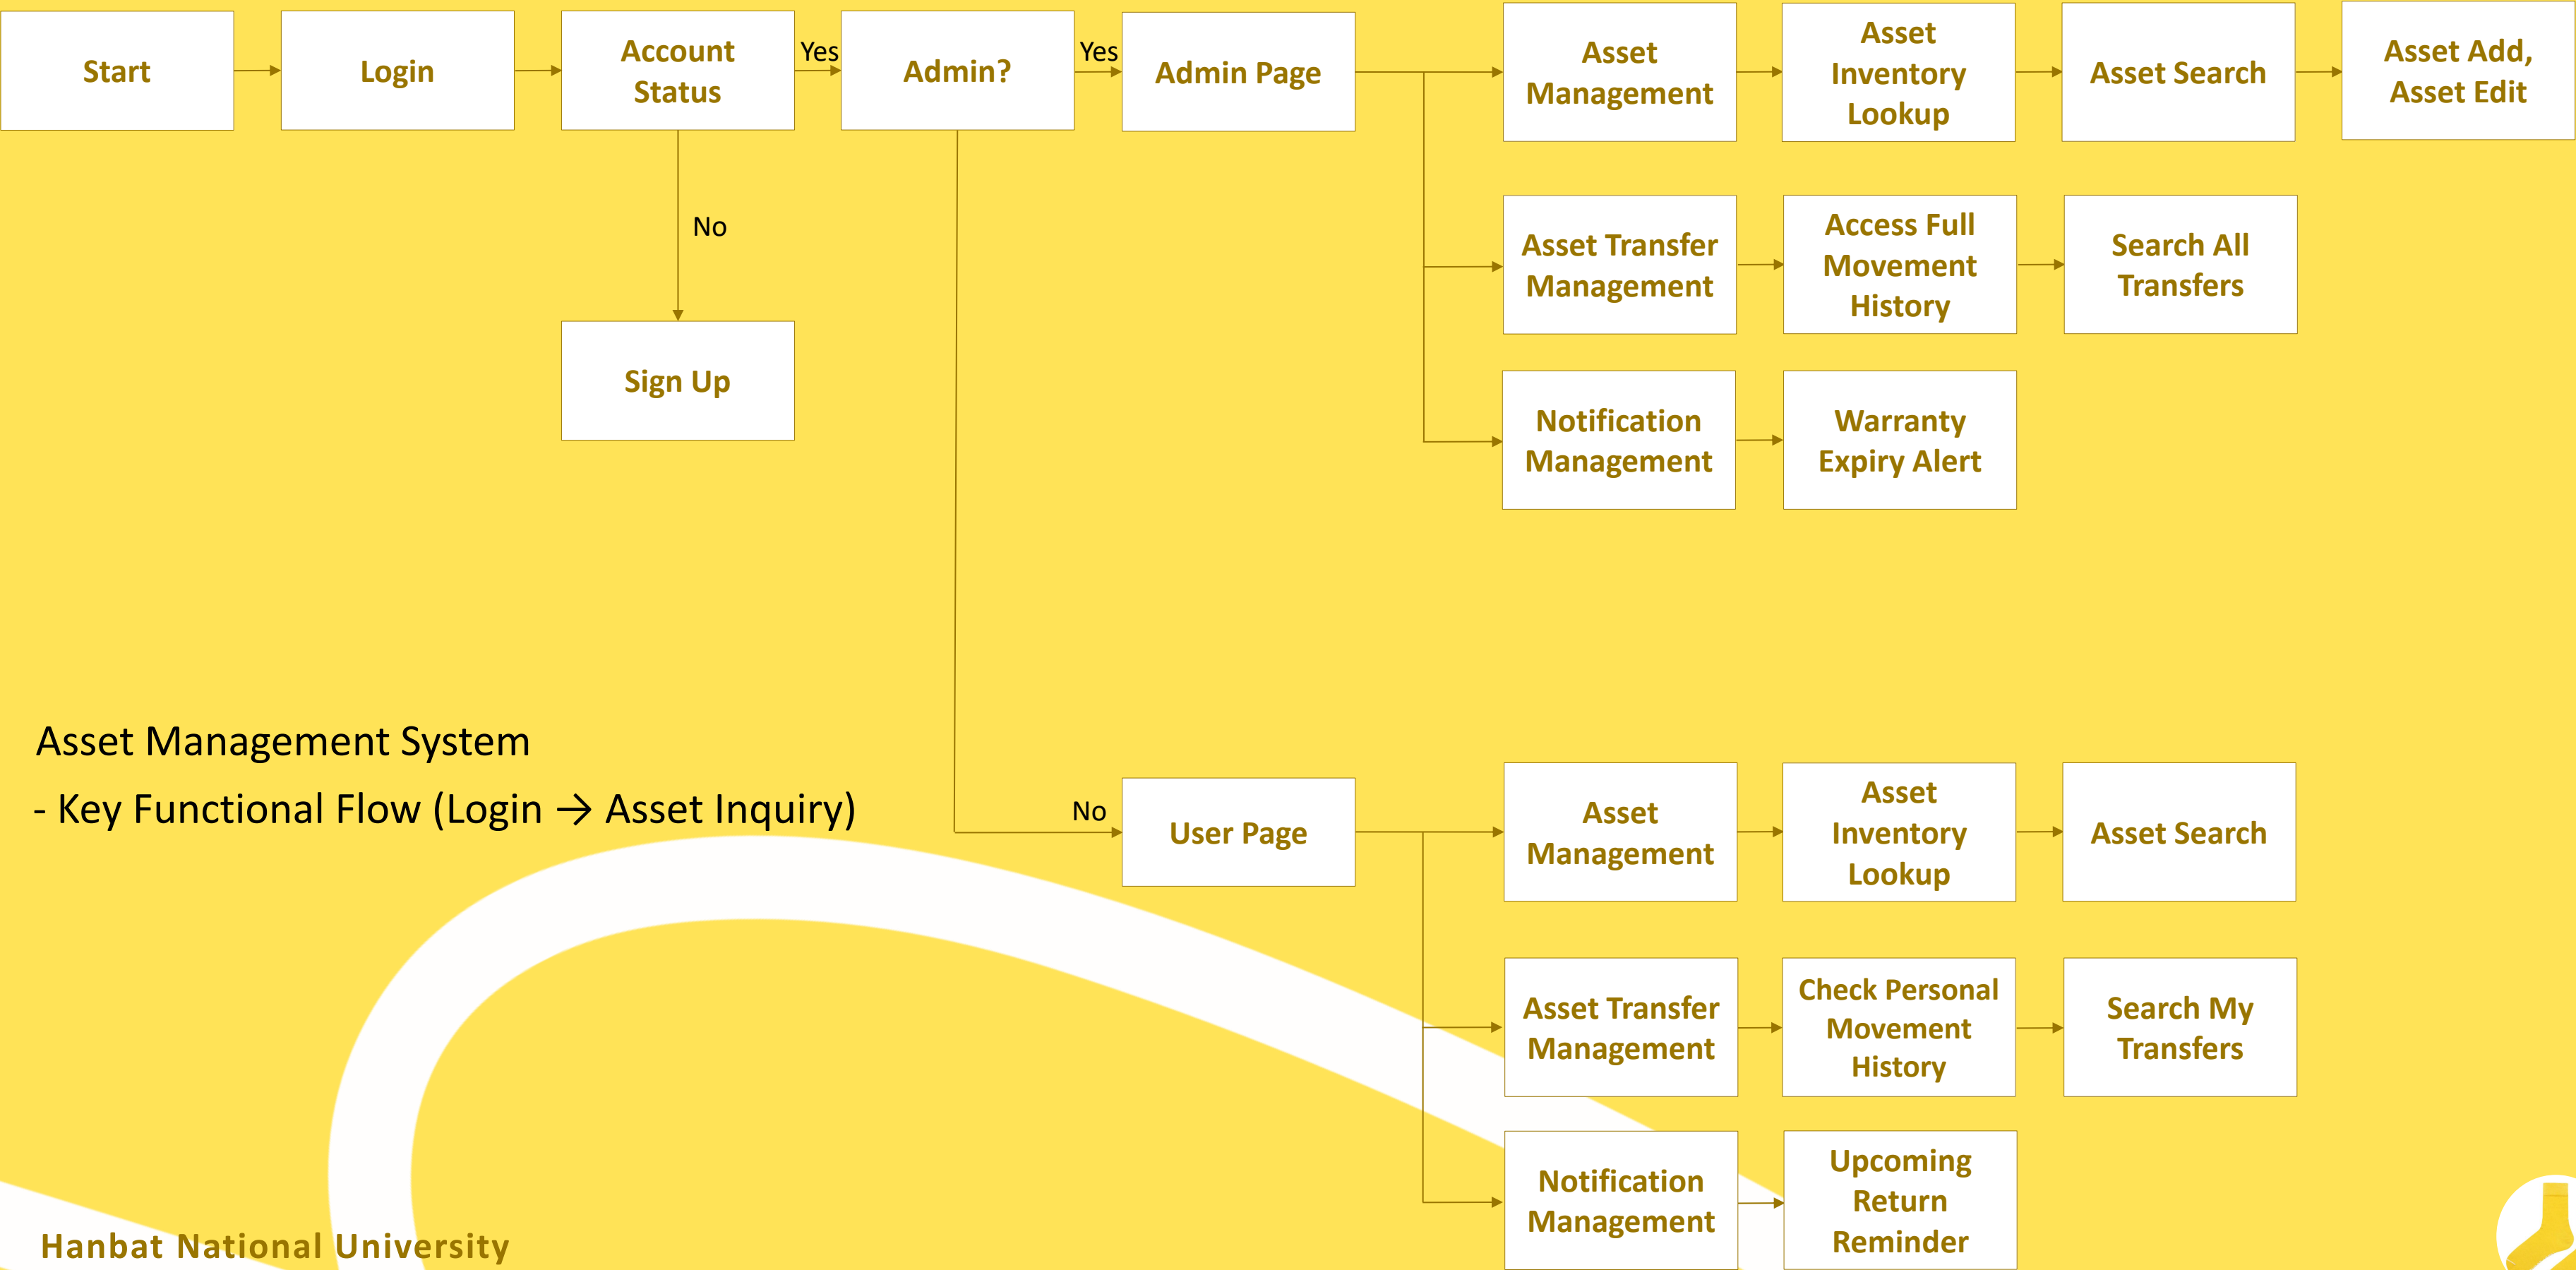 Start
Login
Account
Status
Yes
Admin?
Yes
Admin Page
Asset
Management
Asset
Inventory
Lookup
Asset Search
Asset Add,
Asset Edit
No
Sign Up
Asset Transfer
Management
Access Full
Movement
History
Search All
Transfers
Notification
Management
Warranty
Expiry Alert
Asset Management System
- Key Functional Flow (Login → Asset Inquiry)
No
User Page
Asset
Management
Asset
Inventory
Lookup
Asset Search
Asset Transfer
Management
Check Personal
Movement
History
Search My
Transfers
Notification
Management
Upcoming
Return
Reminder
Hanbat National University